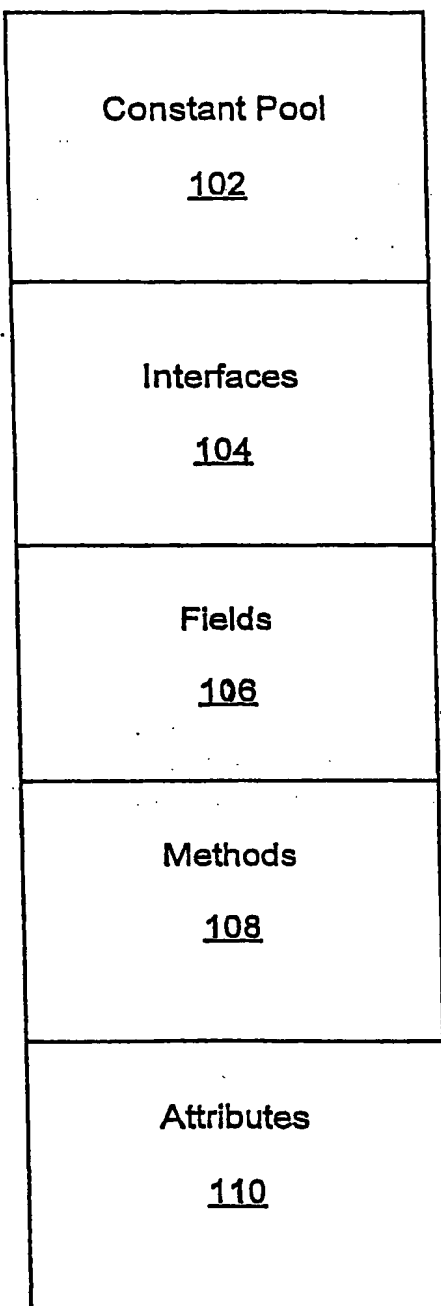 Constant Pool
102
Interfaces
104
Fields
106
Methods
108
Attributes
110